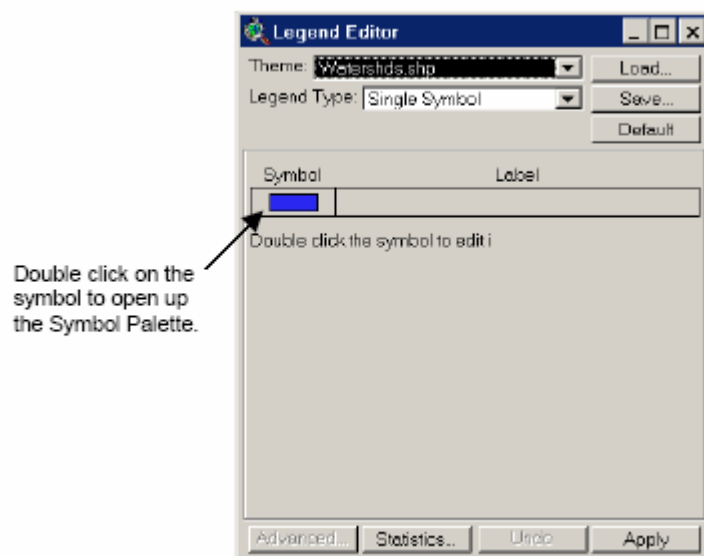 Legend Editor
Theme: Watershds.shp
Load...
Legend Type: Single Symbol
Save...
Default
Symbol Label
Double click the symbol to edit i
Double click on the
symbol to open up
the Symbol Palette.
Advanced... Statistics... Undo Apply